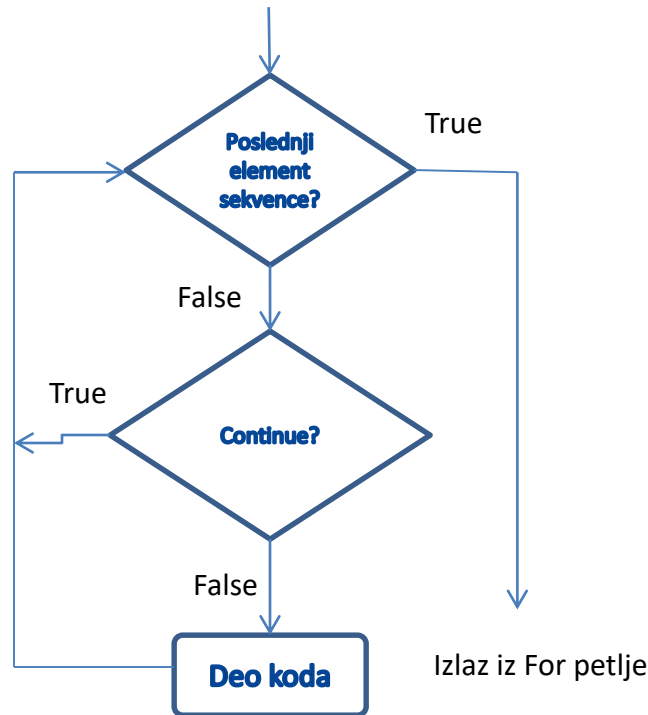 True
Poslednji
element
sekvence?
False
True
Continue?
False
Deo koda
Izlaz iz For petlje